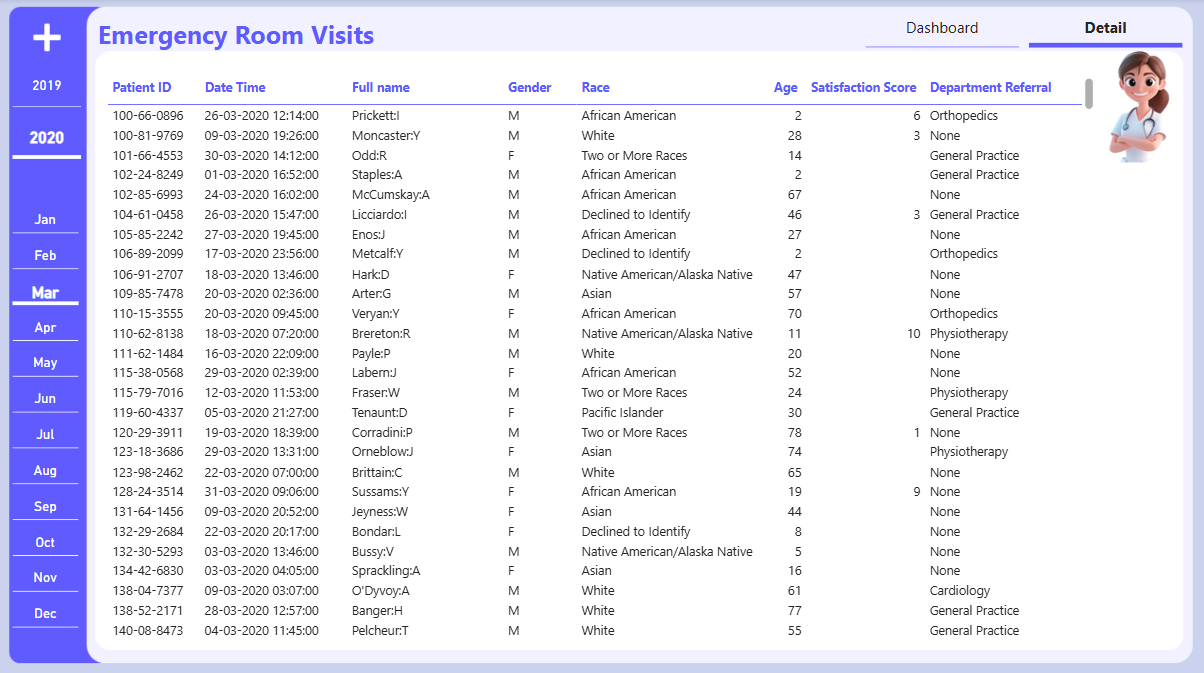 Emergency Room Visits
Dashboard
Detail
2019
2020
Jan
Feb
Mar
Apr
May
Jun
Jul
Aug
Sep
Oct
Nov
Dec
Patient ID Date Time Full name Gender Race Age Satisfaction Score Department Referral
100-66-0896 26-03-2020 12:14:00 Prickett:I M African American 2 6 Orthopedics
100-81-9769 09-03-2020 19:26:00 Moncaster:Y M White 28 3 None
101-66-4553 30-03-2020 14:12:00 Odd:R F Two or More Races 14 General Practice
102-24-8249 01-03-2020 16:52:00 Staples:A M African American 2 General Practice
102-85-6993 24-03-2020 16:02:00 McCumskay:A M African American 67 None
104-61-0458 26-03-2020 15:47:00 Licciardo:I M Declined to Identify 46 3 General Practice
105-85-2242 27-03-2020 19:45:00 Enos:J M African American 27 None
106-89-2099 17-03-2020 23:56:00 Metcalf:Y M Declined to Identify 2 Orthopedics
106-91-2707 18-03-2020 13:46:00 Hark:D F Native American/Alaska Native 47 None
109-85-7478 20-03-2020 02:36:00 Arter:G M Asian 57 None
110-15-3555 20-03-2020 09:45:00 Veryan:Y F African American 70 Orthopedics
110-62-8138 18-03-2020 07:20:00 Brereton:R M Native American/Alaska Native 11 10 Physiotherapy
111-62-1484 16-03-2020 22:09:00 Payle:P M White 20 None
115-38-0568 29-03-2020 02:39:00 Labern:J F African American 52 None
115-79-7016 12-03-2020 11:53:00 Fraser:W M Two or More Races 24 Physiotherapy
119-60-4337 05-03-2020 21:27:00 Tenaunt:D F Pacific Islander 30 General Practice
120-29-3911 19-03-2020 18:39:00 Corradini:P M Two or More Races 78 1 None
123-18-3686 29-03-2020 13:31:00 Orneblow:J F Asian 74 Physiotherapy
123-98-2462 22-03-2020 07:00:00 Brittain:C M White 65 None
128-24-3514 31-03-2020 09:06:00 Sussams:Y F African American 19 9 None
131-64-1456 09-03-2020 20:52:00 Jeyness:W F Asian 44 None
132-29-2684 22-03-2020 20:17:00 Bondar:L F Declined to Identify 8 None
132-30-5293 03-03-2020 13:46:00 Bussy:V M Native American/Alaska Native 5 None
134-42-6830 03-03-2020 04:05:00 Sprackling:A F Asian 16 None
138-04-7377 09-03-2020 03:07:00 O'Dyvoy:A M White 61 Cardiology
138-52-2171 28-03-2020 12:57:00 Banger:H M White 77 General Practice
140-08-8473 04-03-2020 11:45:00 Pelcheur:T M White 55 General Practice